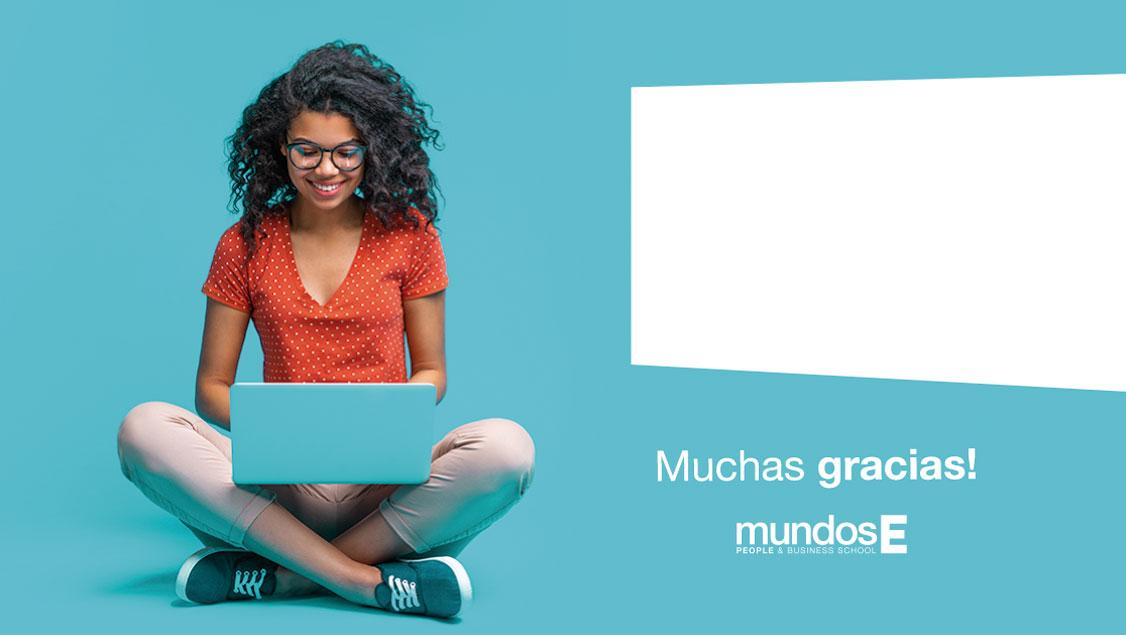 Muchas gracias!
mundosE
PEOPLE & BUSINESS SCHOOL